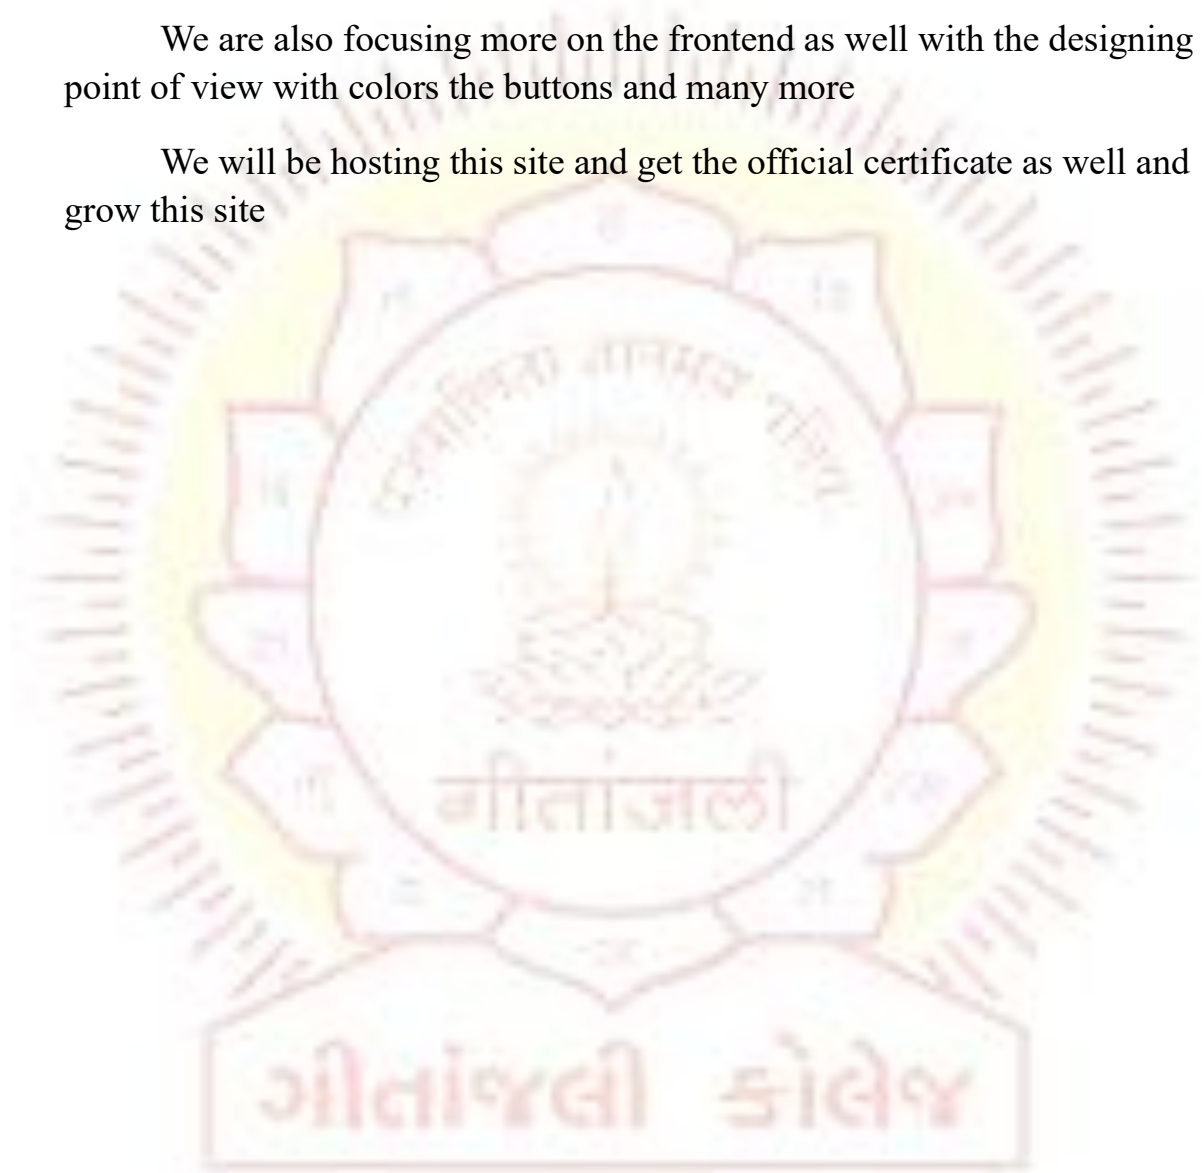 We are also focusing more on the frontend as well with the designing
point of view with colors the buttons and many more
We will be hosting this site and get the official certificate as well and
grow this site
गीतांजली
ગીતાંજલી કોલેજ